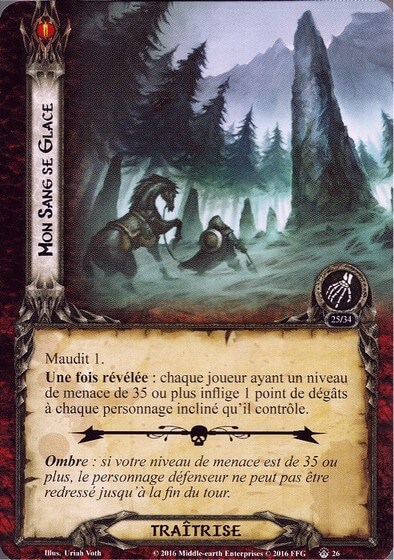 Mon Sang se Glace
25/34
Maudit 1.
Une fois révélée : chaque joueur ayant un niveau
de menace de 35 ou plus inflige 1 point de dégâts
à chaque personnage incliné qu'il contrôle.
Ombre : si votre niveau de menace est de 35 ou
plus, le personnage défenseur ne peut pas être
redressé jusqu'à la fin du tour.
TRAÎTRISE
Illus. Uriah Voth © 2016 Middle-earth Enterprises © 2016 FFG 26